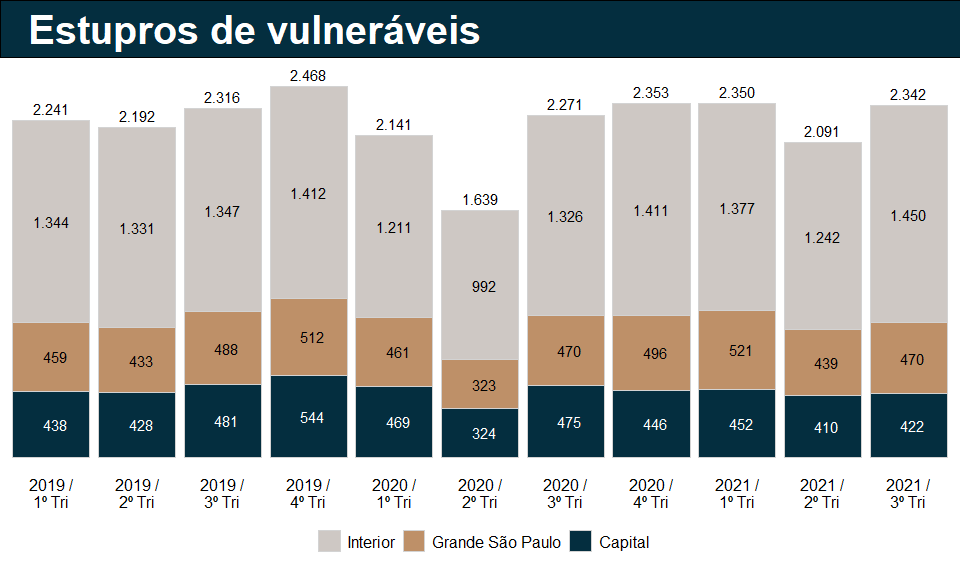 Estupros de vulneráveis
2.241 2.192 2.316 2.468 2.141 1.639 2.271 2.353 2.350 2.091 2.342
1.344 1.331 1.347 1.412 1.211 992 1.326 1.411 1.377 1.242 1.450
459 433 488 512 461 323 470 496 521 439 470
438 428 481 544 469 324 475 446 452 410 422
2019 / 2019 / 2019 / 2019 / 2020 / 2020 / 2020 / 2020 / 2021 / 2021 / 2021 /
1º Tri 2º Tri 3º Tri 4º Tri 1º Tri 2º Tri 3º Tri 4º Tri 1º Tri 2º Tri 3º Tri
Interior Grande São Paulo Capital